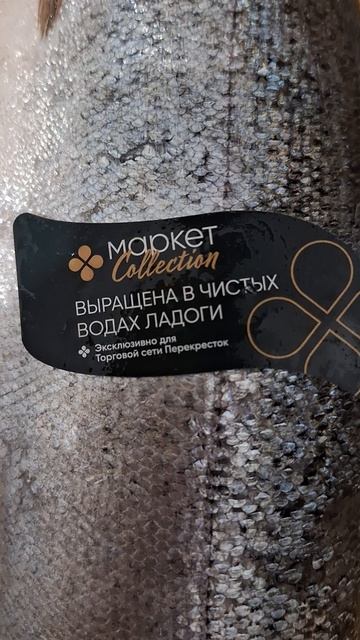 маркет
Collection
ВЫРАЩЕНА В ЧИСТЫХ
ВОДАХ ЛАДОГИ
Эксклюзивно для
Торговой сети Перекресток